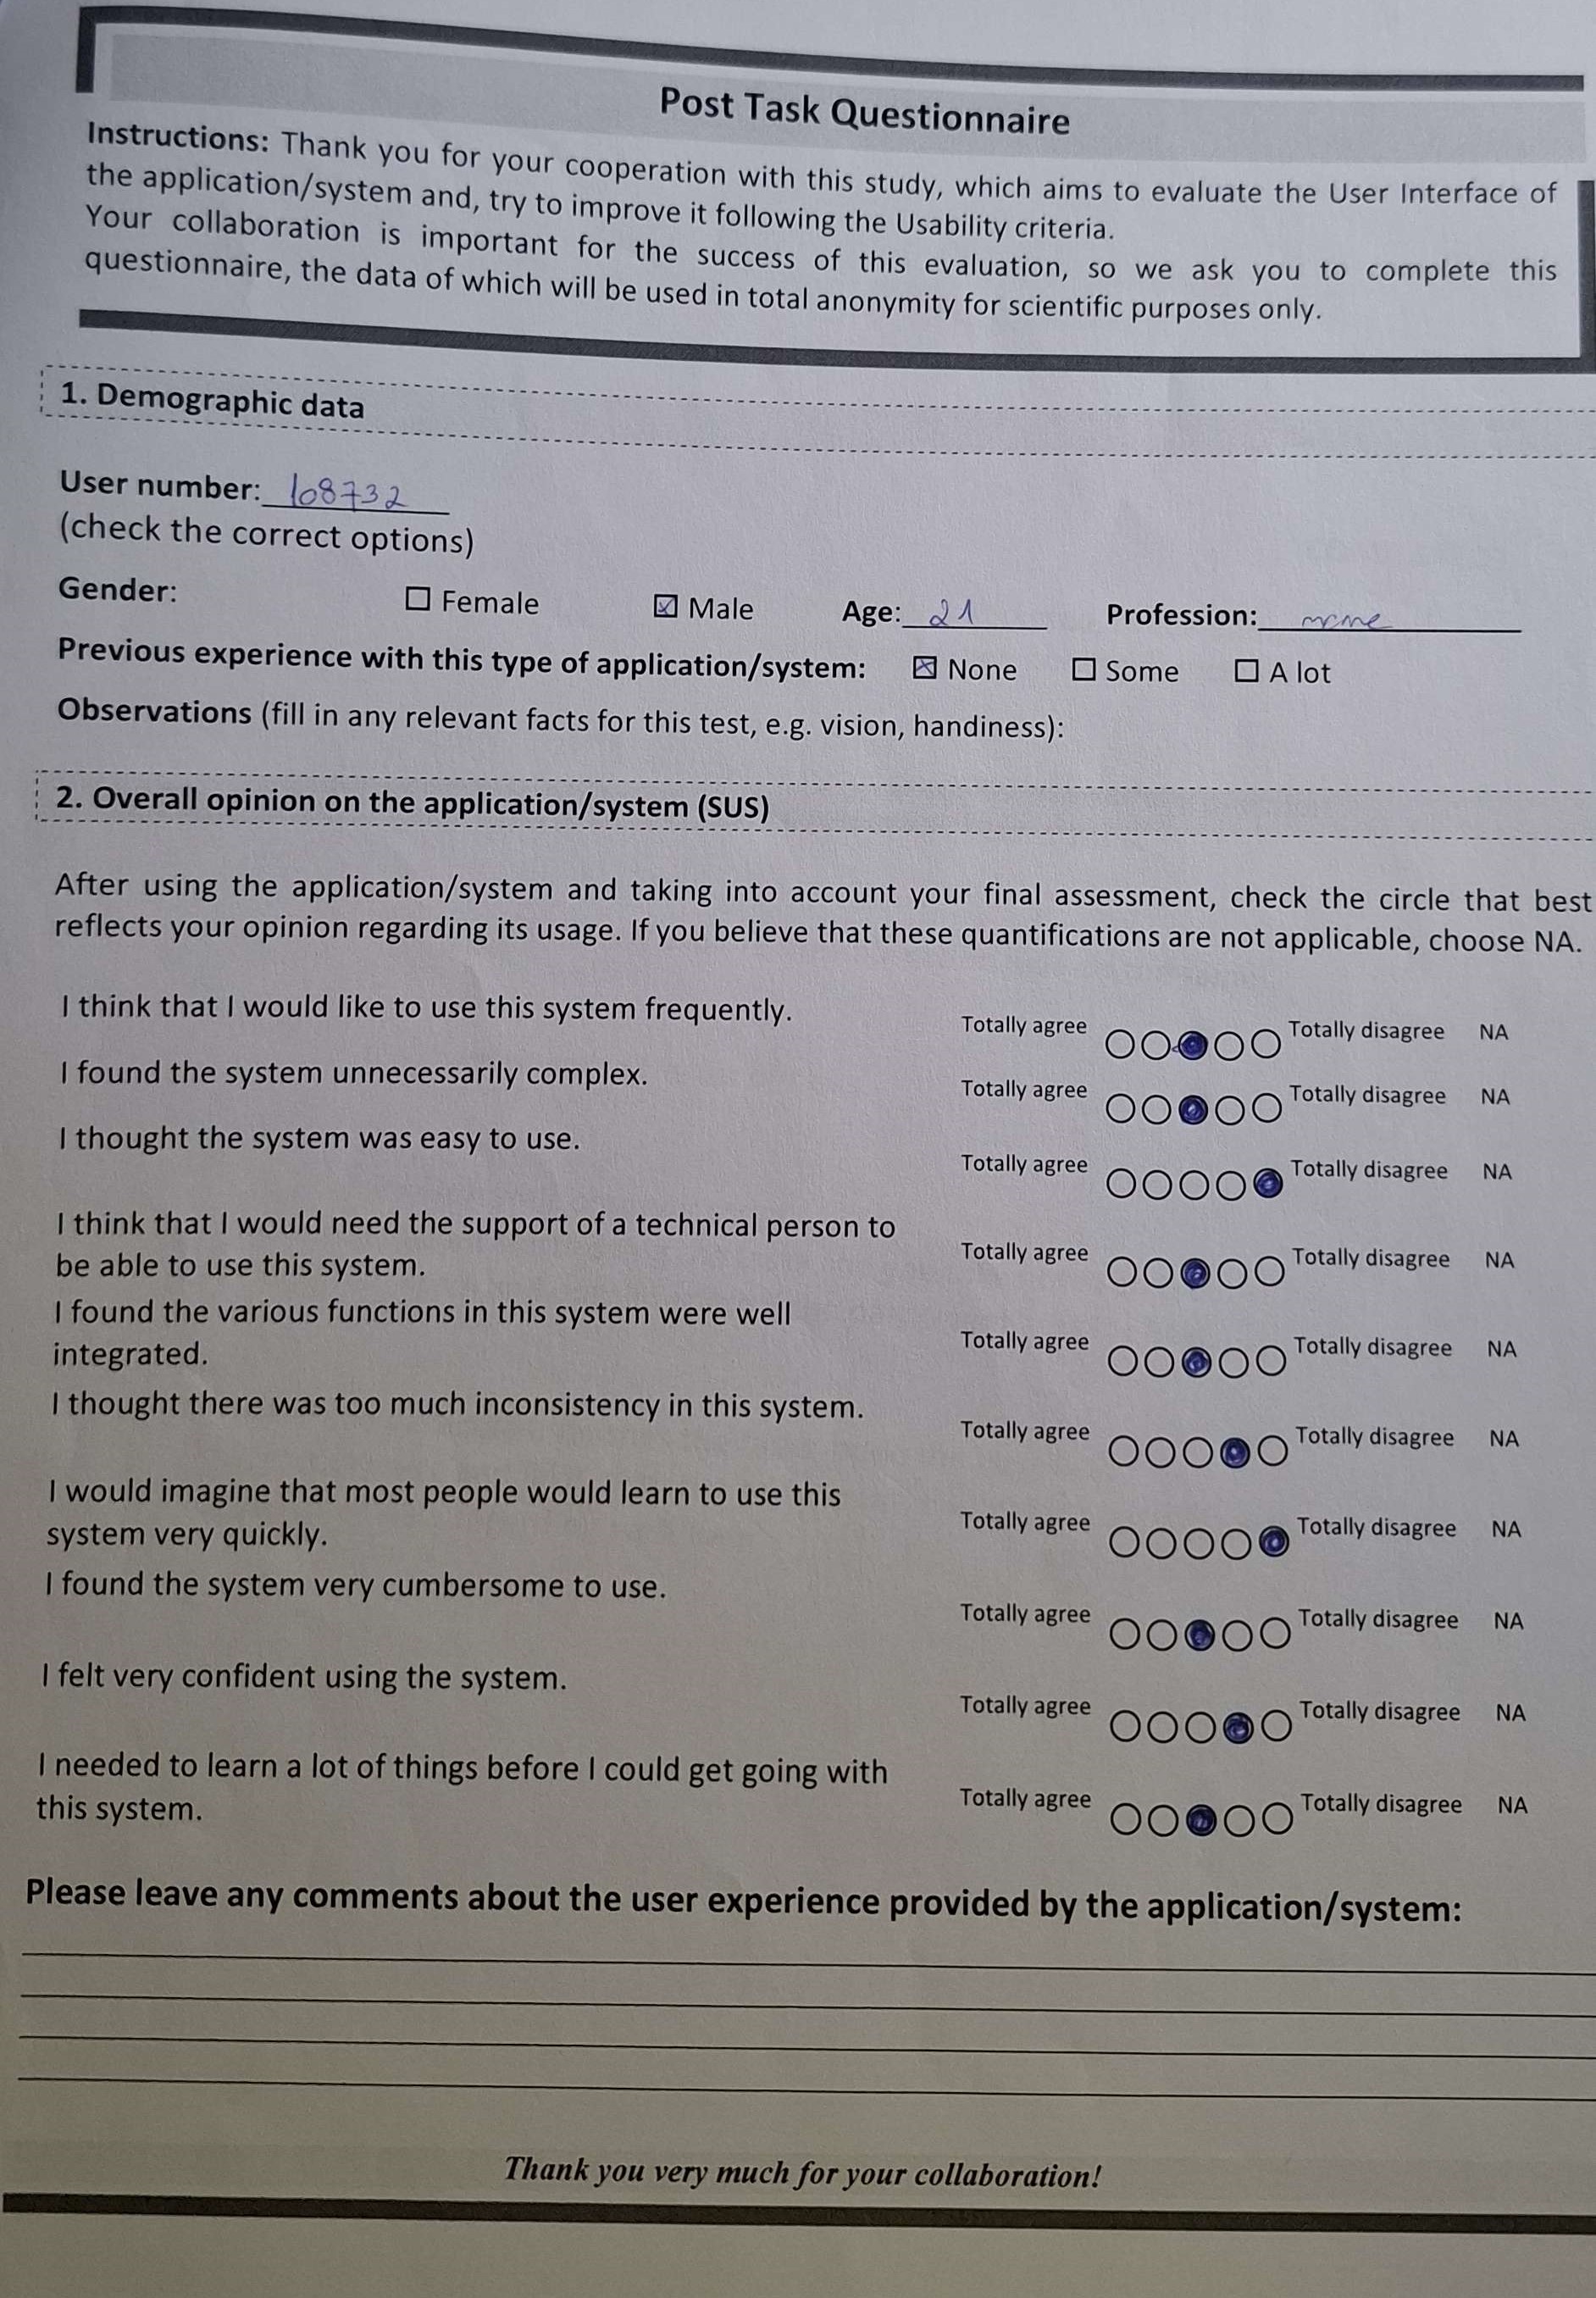 Post Task Questionnaire
Instructions: Thank you for your cooperation with this study, which aims to evaluate the User Interface of
the application/system and, try to improve it following the Usability criteria.
Your collaboration is important for the success of this evaluation, so we ask you to complete this
questionnaire, the data of which will be used in total anonymity for scientific purposes only.
1. Demographic data
User number: 108732
(check the correct options)
Gender: ☐ Female ☒ Male Age: 21 Profession:
Previous experience with this type of application/system: ☒ None ☐ Some ☐ A lot
Observations (fill in any relevant facts for this test, e.g. vision, handiness):
2. Overall opinion on the application/system (SUS)
After using the application/system and taking into account your final assessment, check the circle that best
reflects your opinion regarding its usage. If you believe that these quantifications are not applicable, choose NA.
I think that I would like to use this system frequently.
Totally agree ○○●○○ Totally disagree NA
I found the system unnecessarily complex.
Totally agree ○○●○○ Totally disagree NA
I thought the system was easy to use.
Totally agree ○○○○● Totally disagree NA
I think that I would need the support of a technical person to
be able to use this system.
Totally agree ○○●○○ Totally disagree NA
I found the various functions in this system were well
integrated.
Totally agree ○○●○○ Totally disagree NA
I thought there was too much inconsistency in this system.
Totally agree ○○○●○ Totally disagree NA
I would imagine that most people would learn to use this
system very quickly.
Totally agree ○○○○● Totally disagree NA
I found the system very cumbersome to use.
Totally agree ○○●○○ Totally disagree NA
I felt very confident using the system.
Totally agree ○○○●○ Totally disagree NA
I needed to learn a lot of things before I could get going with
this system.
Totally agree ○○●○○ Totally disagree NA
Please leave any comments about the user experience provided by the application/system:
Thank you very much for your collaboration!